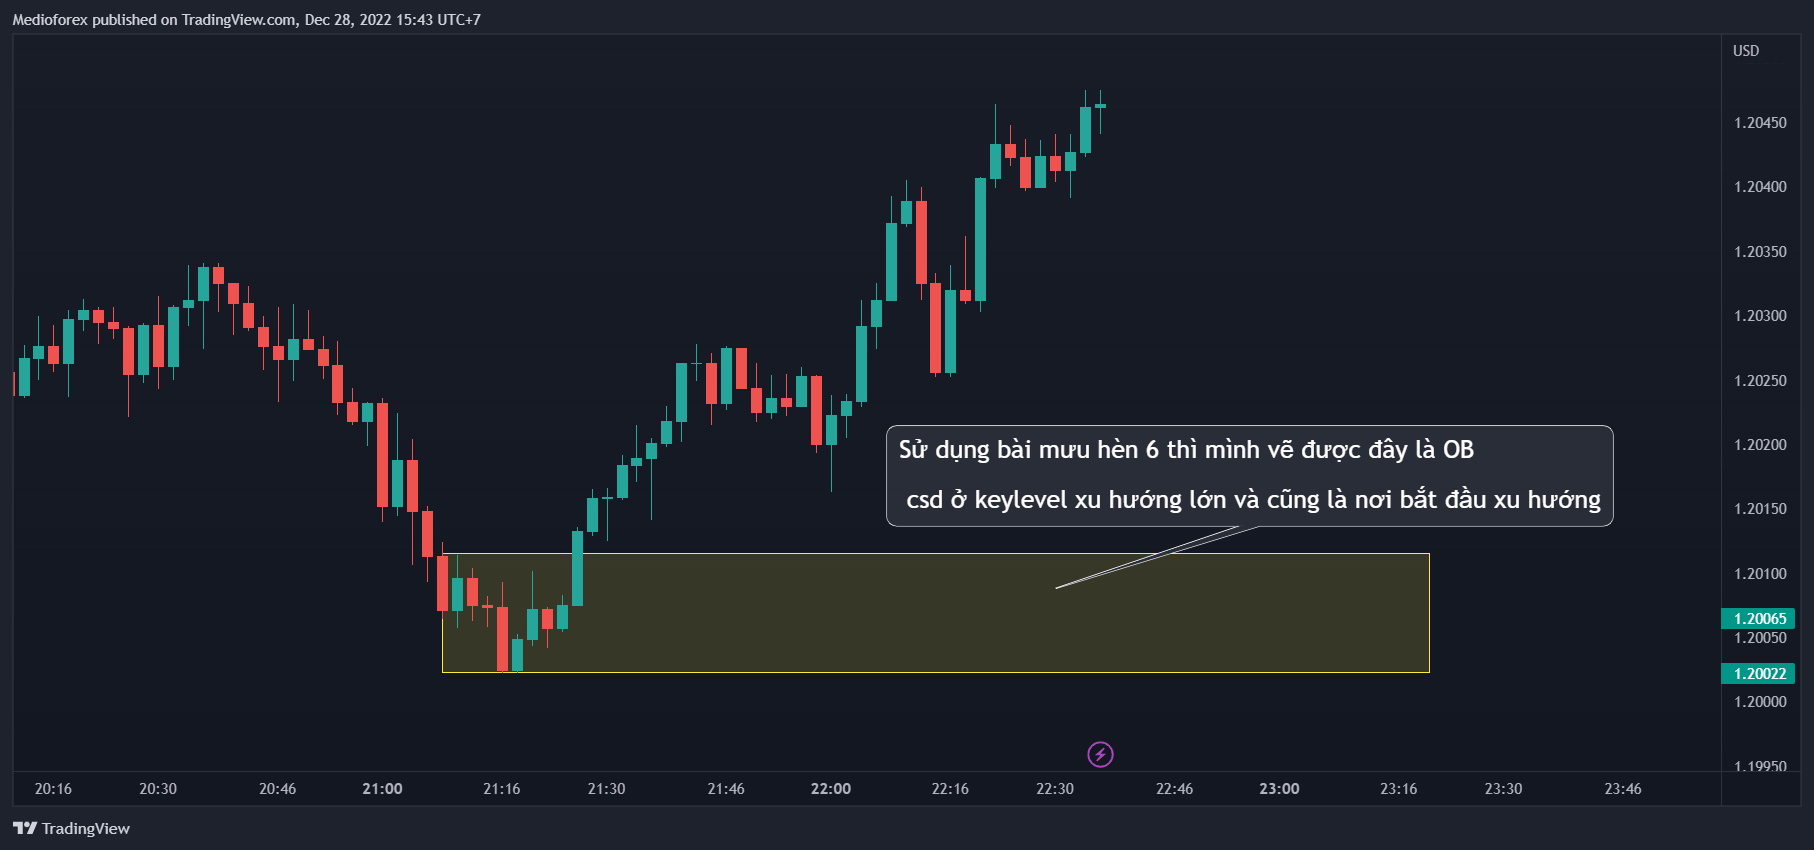 Medioforex published on TradingView.com, Dec 28, 2022 15:43 UTC+7
USD
1.20450
1.20400
1.20350
1.20300
1.20250
1.20200
Sử dụng bài mưu hèn 6 thì mình vẽ được đây là OB
csd ở keylevel xu hướng lớn và cũng là nơi bắt đầu xu hướng
1.20150
1.20100
1.20065
1.20050
1.20022
1.20000
1.19950
20:16 20:30 20:46 21:00 21:16 21:30 21:46 22:00 22:16 22:30 22:46 23:00 23:16 23:30 23:46
TradingView